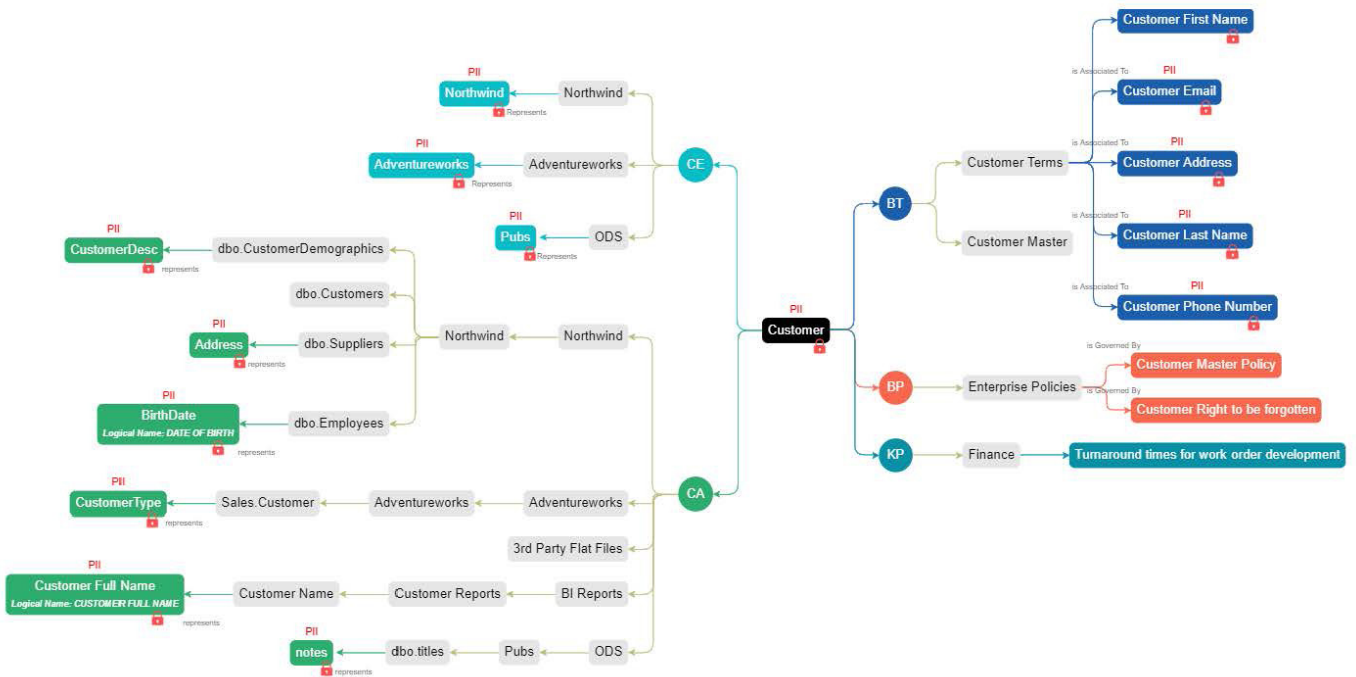 Customer First Name
PII
is Associated To
PII
Northwind
Northwind
Customer Email
Represents
PII
is Associated To
PII
Adventureworks
Adventureworks
CE
Customer Terms
Customer Address
Represents
BT
PII
is Associated To
PII
Pubs
ODS
Customer Last Name
Customer Master
PII
Represents
CustomerDesc
dbo.CustomerDemographics
represents
is Associated To
PII
dbo.Customers
PII
Customer Phone Number
PII
Customer
Address
dbo.Suppliers
Northwind
Northwind
represents
is Governed By
Customer Master Policy
PII
BP
Enterprise Policies
is Governed By
BirthDate
Logical Name: DATE OF BIRTH
dbo.Employees
Customer Right to be forgotten
represents
KP
Finance
Turnaround times for work order development
PII
CA
CustomerType
Sales.Customer
Adventureworks
Adventureworks
represents
3rd Party Flat Files
PII
Customer Full Name
Logical Name: CUSTOMER FULL NAME
Customer Name
Customer Reports
BI Reports
represents
PII
notes
dbo.titles
Pubs
ODS
represents